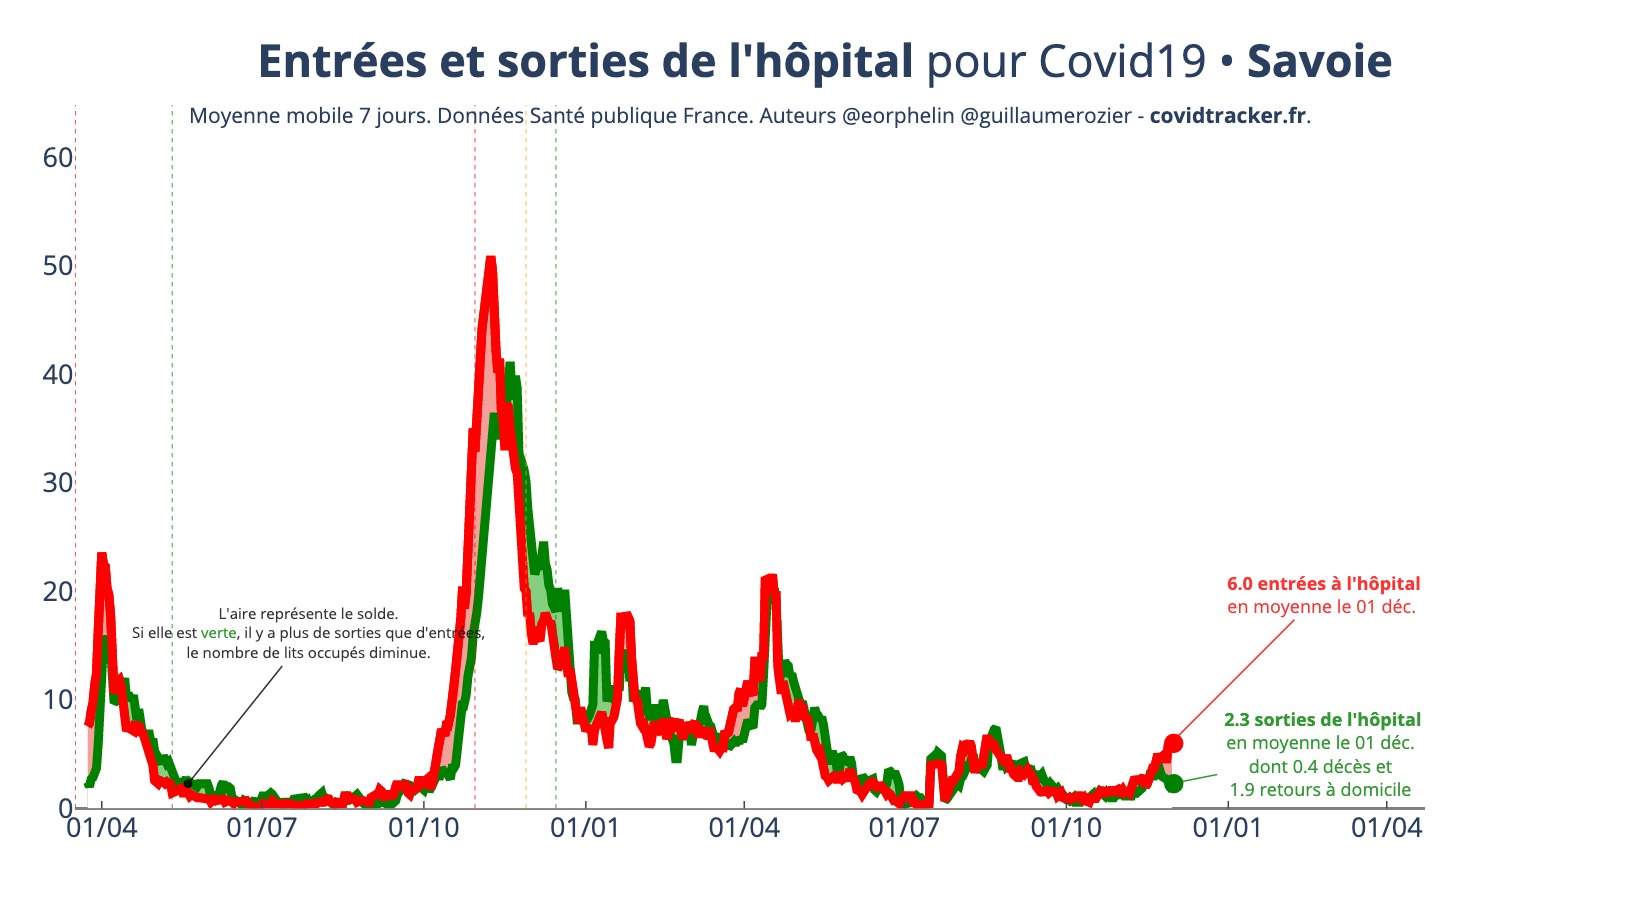 Entrées et sorties de l'hôpital pour Covid19 • Savoie
Moyenne mobile 7 jours. Données Santé publique France. Auteurs @eorphelin @guillaumerozier - covidtracker.fr.
60
50
40
30
20
10
0
L'aire représente le solde.
Si elle est verte, il y a plus de sorties que d'entrées,
le nombre de lits occupés diminue.
6.0 entrées à l'hôpital
en moyenne le 01 déc.
2.3 sorties de l'hôpital
en moyenne le 01 déc.
dont 0.4 décès et
1.9 retours à domicile
01/04 01/07 01/10 01/01 01/04 01/07 01/10 01/01 01/04